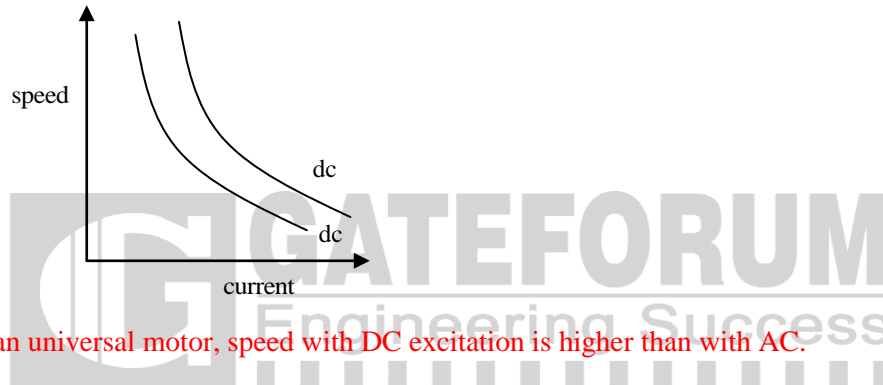 speed
dc
dc
current
GATEFORUM
Engineering Success
an universal motor, speed with DC excitation is higher than with AC.